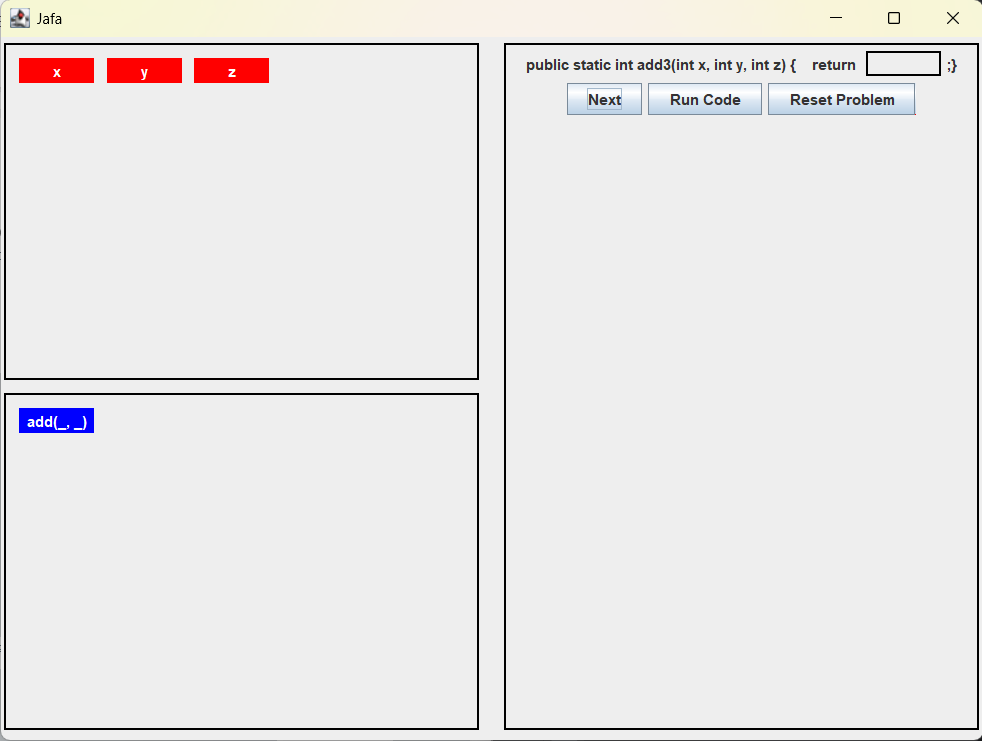 Jafa
x y z
add(_, _)
public static int add3(int x, int y, int z) { return ;}
Next Run Code Reset Problem